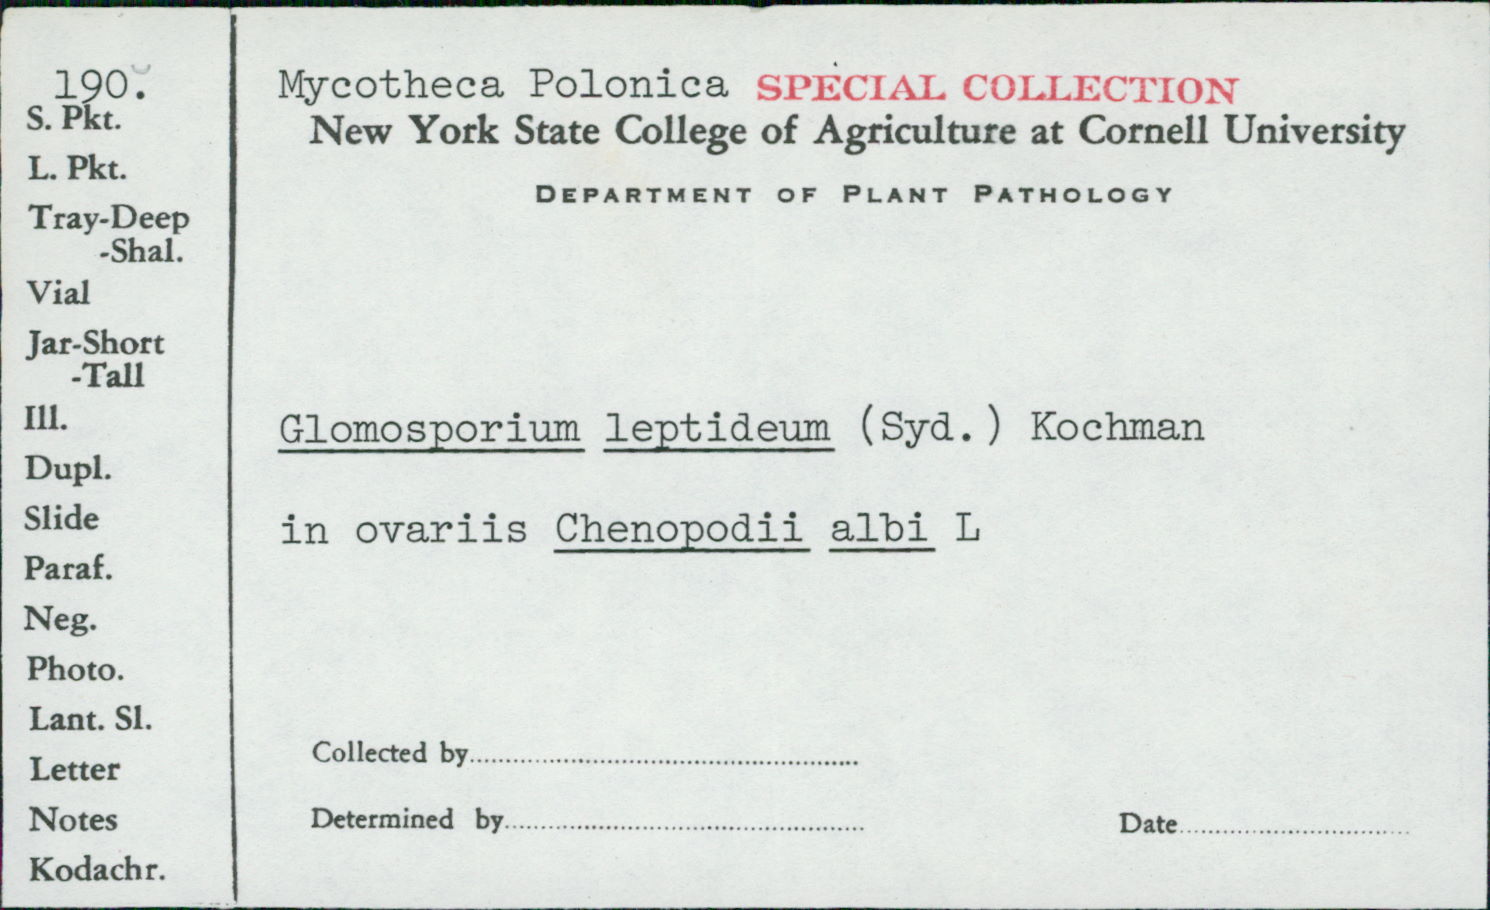 190.
S. Pkt.
L. Pkt.
Tray-Deep
-Shal.
Vial
Jar-Short
-Tall
Ill.
Dupl.
Slide
Paraf.
Neg.
Photo.
Lant. Sl.
Letter
Notes
Kodachr.
Mycotheca Polonica SPECIAL COLLECTION
New York State College of Agriculture at Cornell University
DEPARTMENT OF PLANT PATHOLOGY
Glomosporium leptideum (Syd.) Kochman
in ovariis Chenopodii albi L
Collected by
Determined by
Date